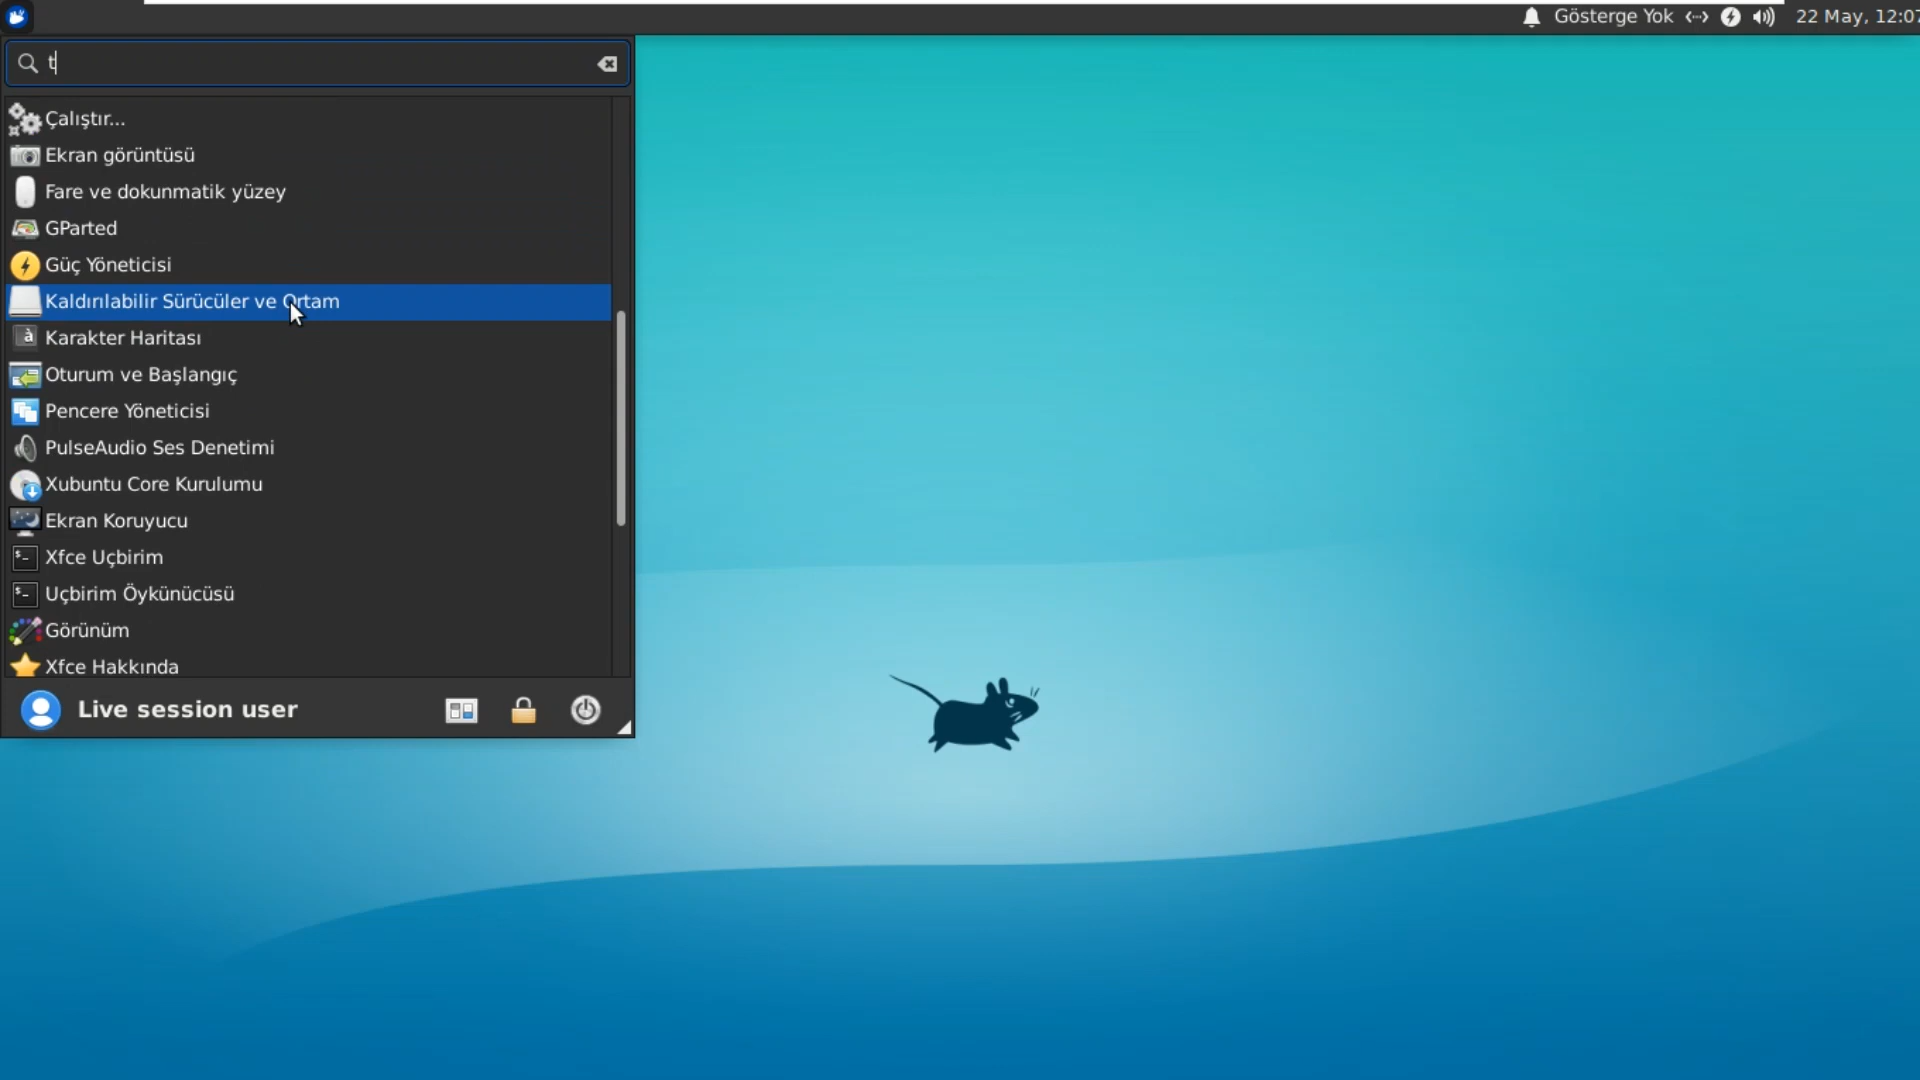 Gösterge Yok
22 May, 12:07
t
Çalıştır...
Ekran görüntüsü
Fare ve dokunmatik yüzey
GParted
Güç Yöneticisi
Kaldırılabilir Sürücüler ve Ortam
Karakter Haritası
Oturum ve Başlangıç
Pencere Yöneticisi
PulseAudio Ses Denetimi
Xubuntu Core Kurulumu
Ekran Koruyucu
Xfce Uçbirim
Uçbirim Öykünücüsü
Görünüm
Xfce Hakkında
Live session user